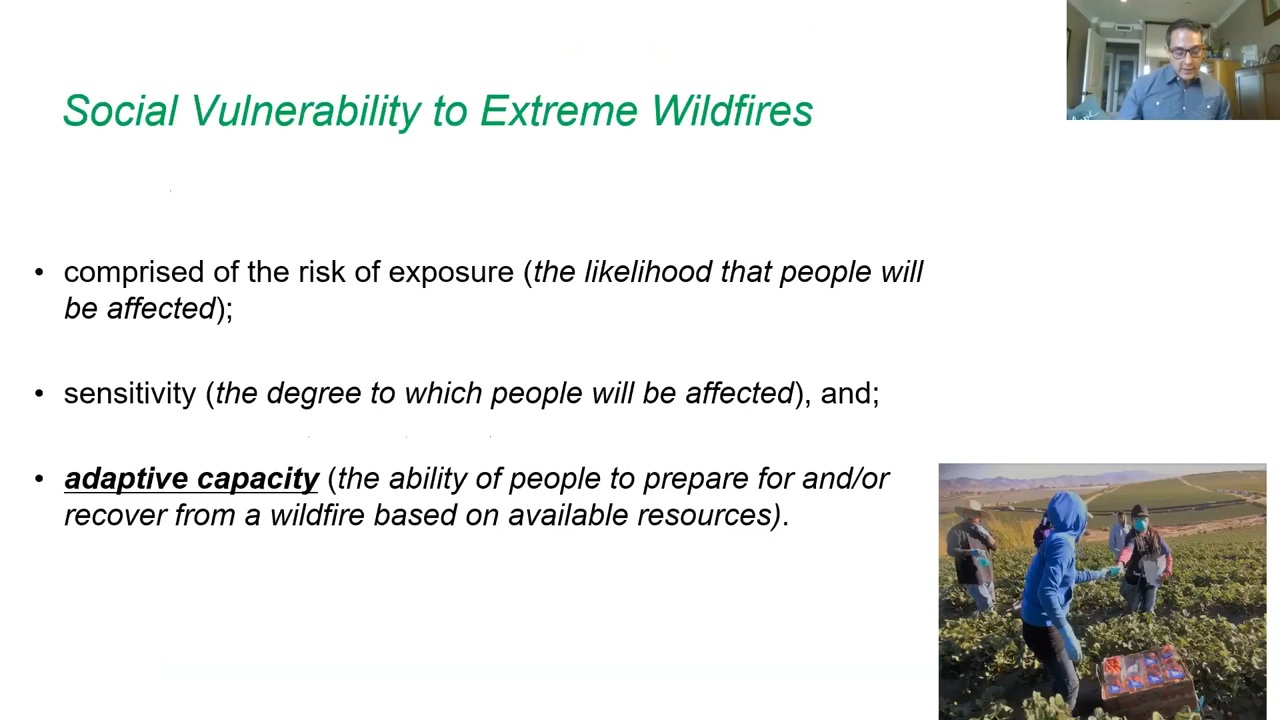 Social Vulnerability to Extreme Wildfires
• comprised of the risk of exposure (the likelihood that people will
be affected);
• sensitivity (the degree to which people will be affected), and;
• adaptive capacity (the ability of people to prepare for and/or
recover from a wildfire based on available resources).